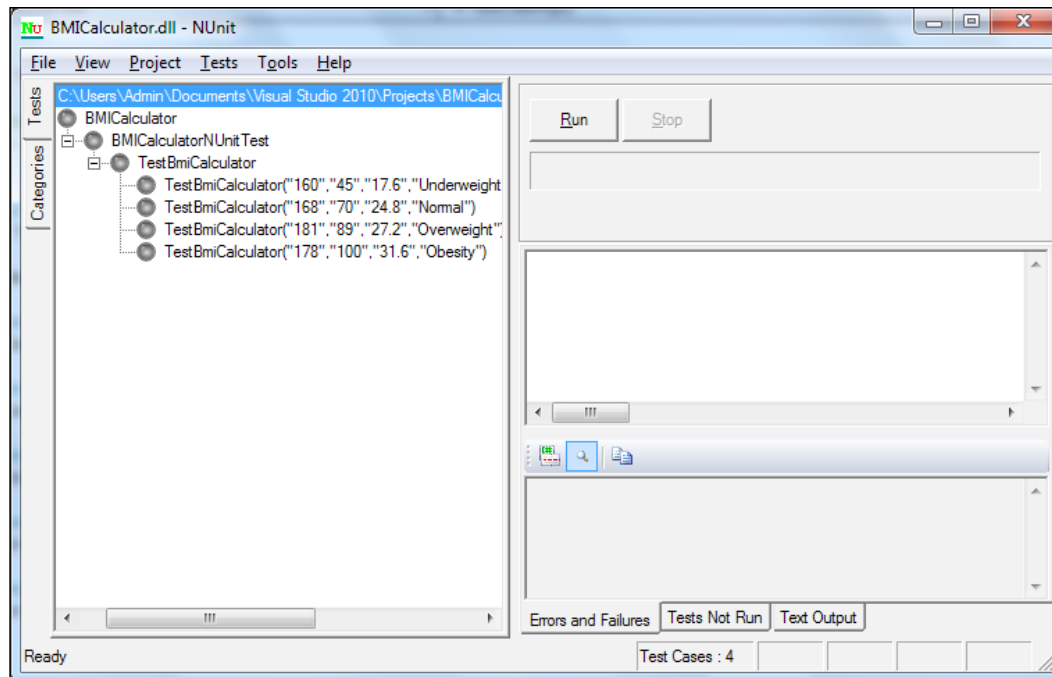 BMICalculator.dll - NUnit
File View Project Tests Tools Help
Tests
Categories
C:\Users\Admin\Documents\Visual Studio 2010\Projects\BMICalcu
BMICalculator
BMICalculatorNUnitTest
TestBmiCalculator
TestBmiCalculator("160","45","17.6","Underweight
TestBmiCalculator("168","70","24.8","Normal")
TestBmiCalculator("181","89","27.2","Overweight")
TestBmiCalculator("178","100","31.6","Obesity")
Run Stop
Errors and Failures Tests Not Run Text Output
Ready Test Cases : 4